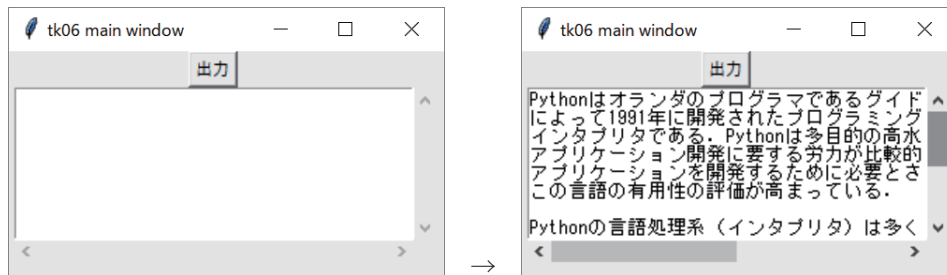 tk06 main window
出力
→
tk06 main window
出力
Pythonはオランダのプログラマであるグイド
によって1991年に開発されたプログラミング
インタプリタである．Pythonは多目的の高水
アプリケーション開発に要する労力が比較的
アプリケーションを開発するために必要とさ
この言語の有用性の評価が高まっている．
Pythonの言語処理系（インタプリタ）は多く